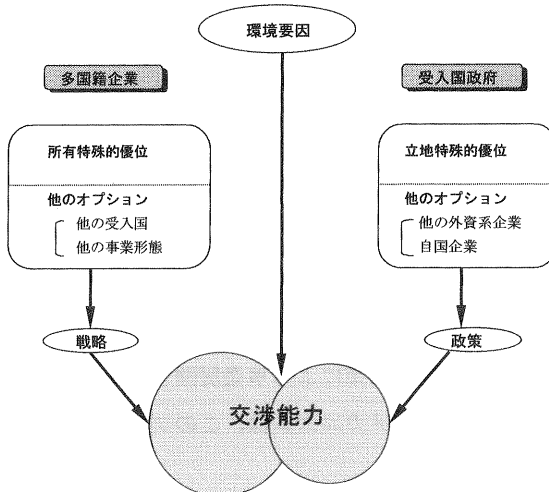 環境要因
多国籍企業
受入国政府
所有特殊的優位
他のオプション
他の受入国
他の事業形態
立地特殊的優位
他のオプション
他の外資系企業
自国企業
戦略
政策
交渉能力